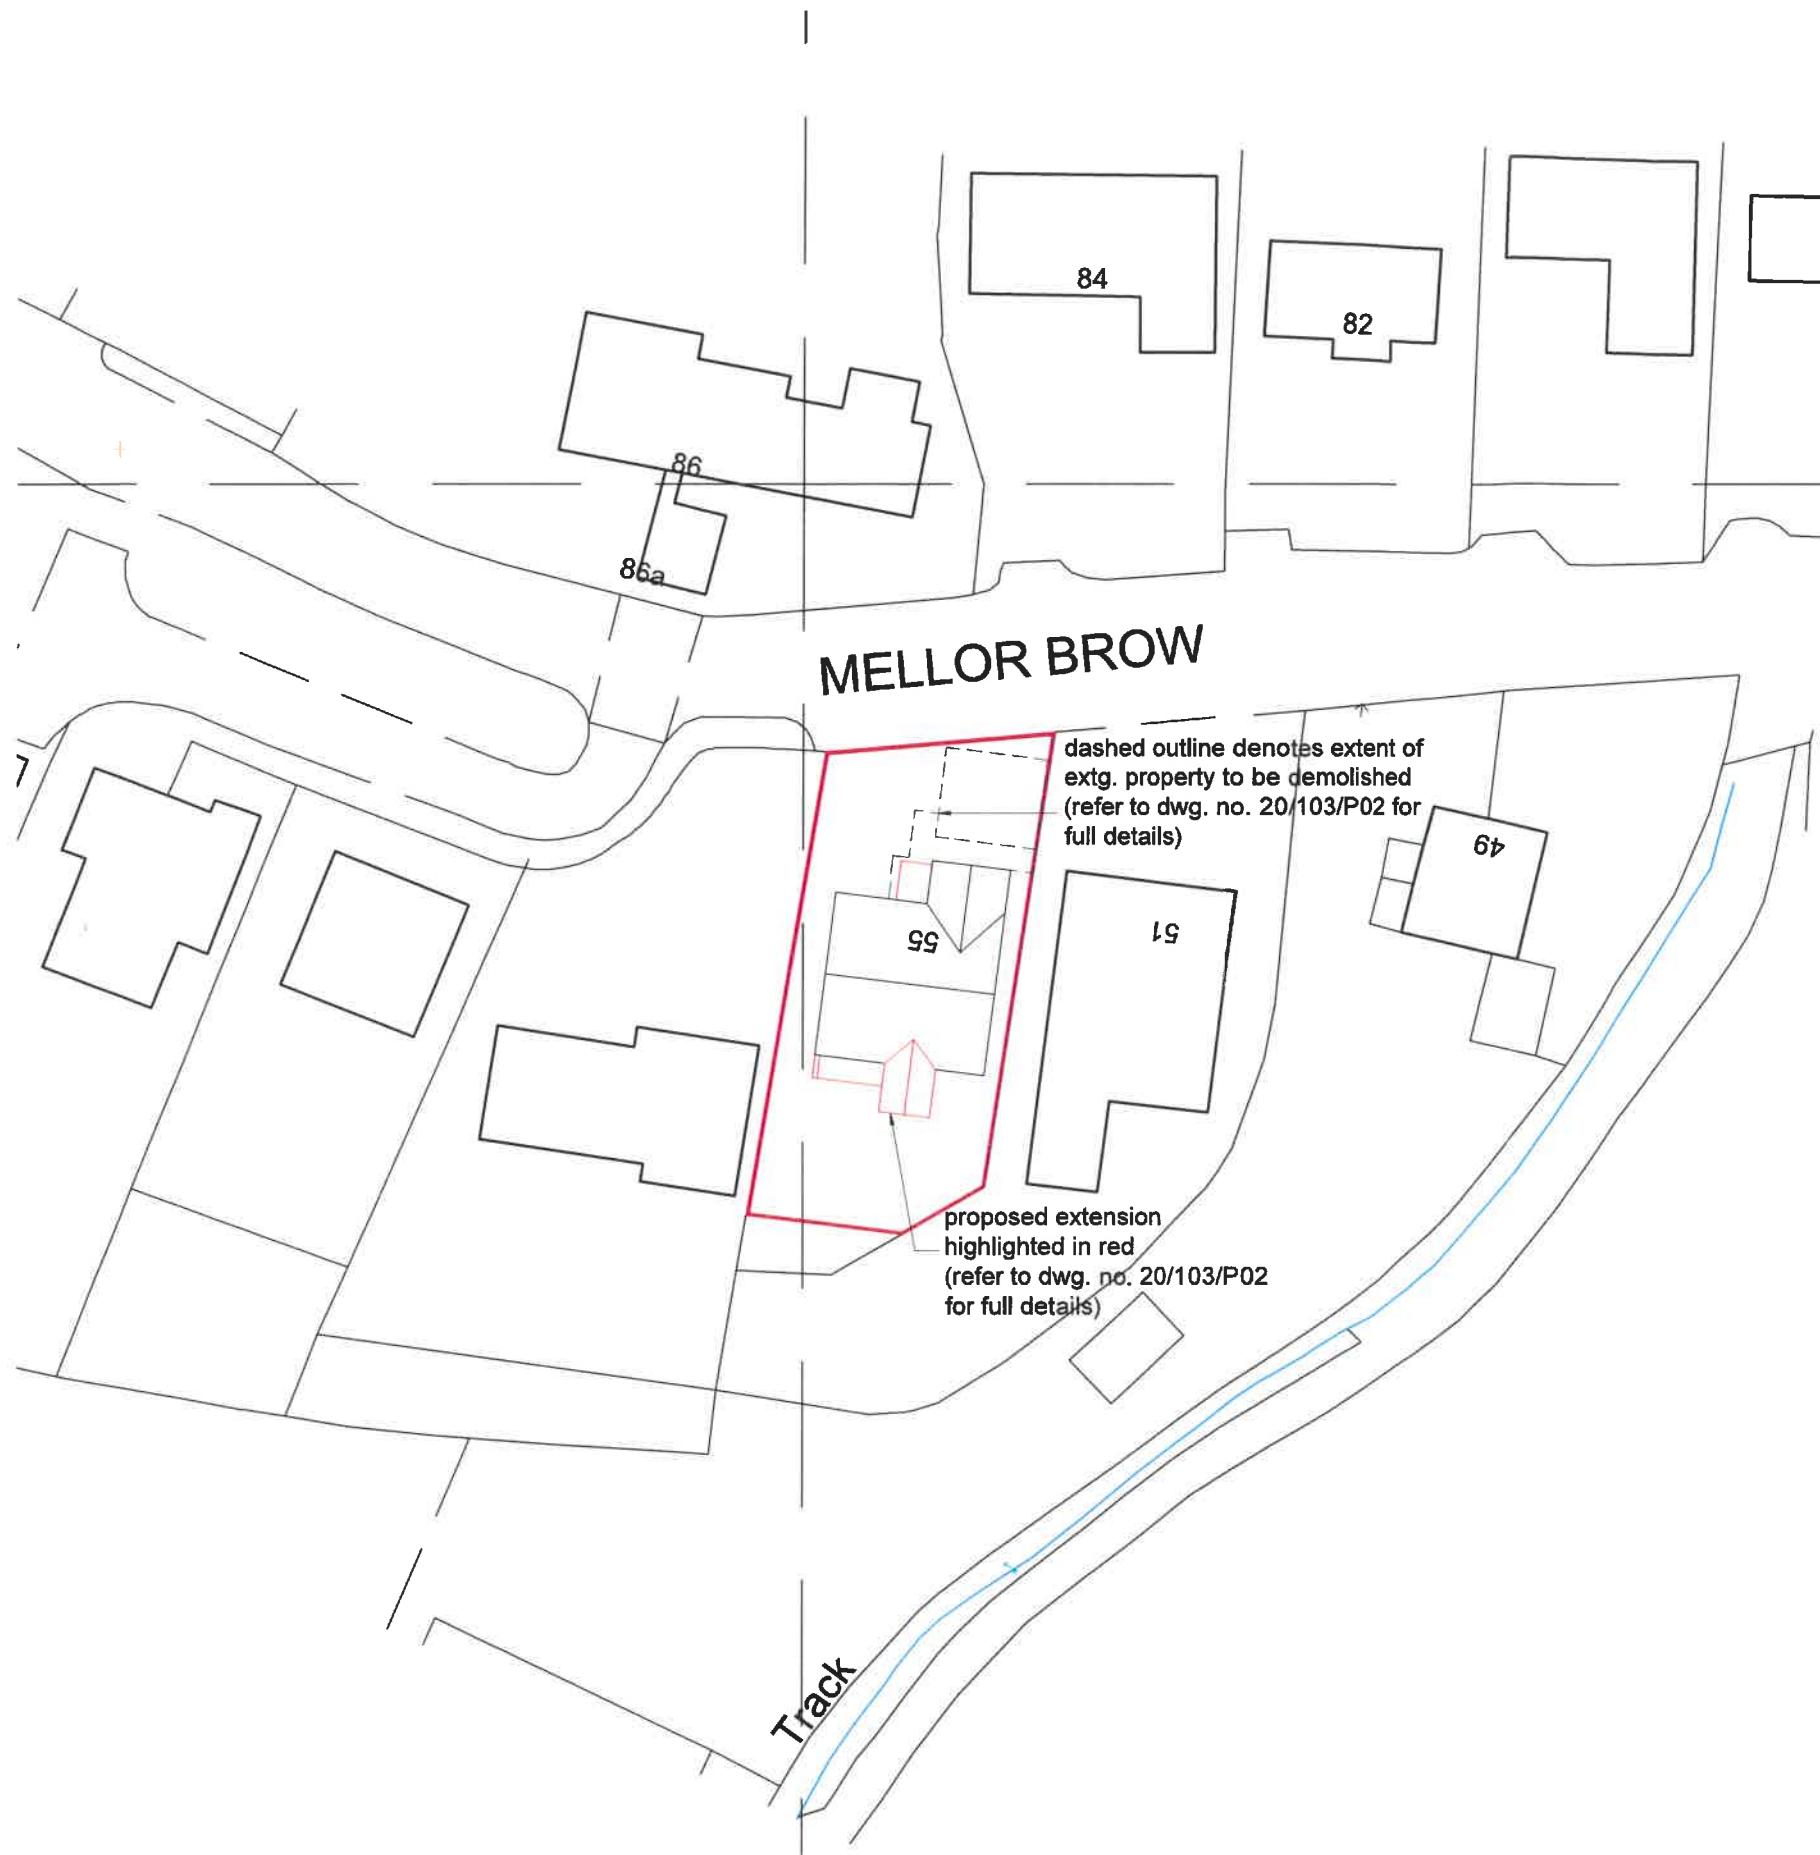 84
82
86
86a
MELLOR BROW
dashed outline denotes extent of
extg. property to be demolished
(refer to dwg. no. 20/103/P02 for
full details)
49
55
51
proposed extension
highlighted in red
(refer to dwg. no. 20/103/P02
for full details)
Track